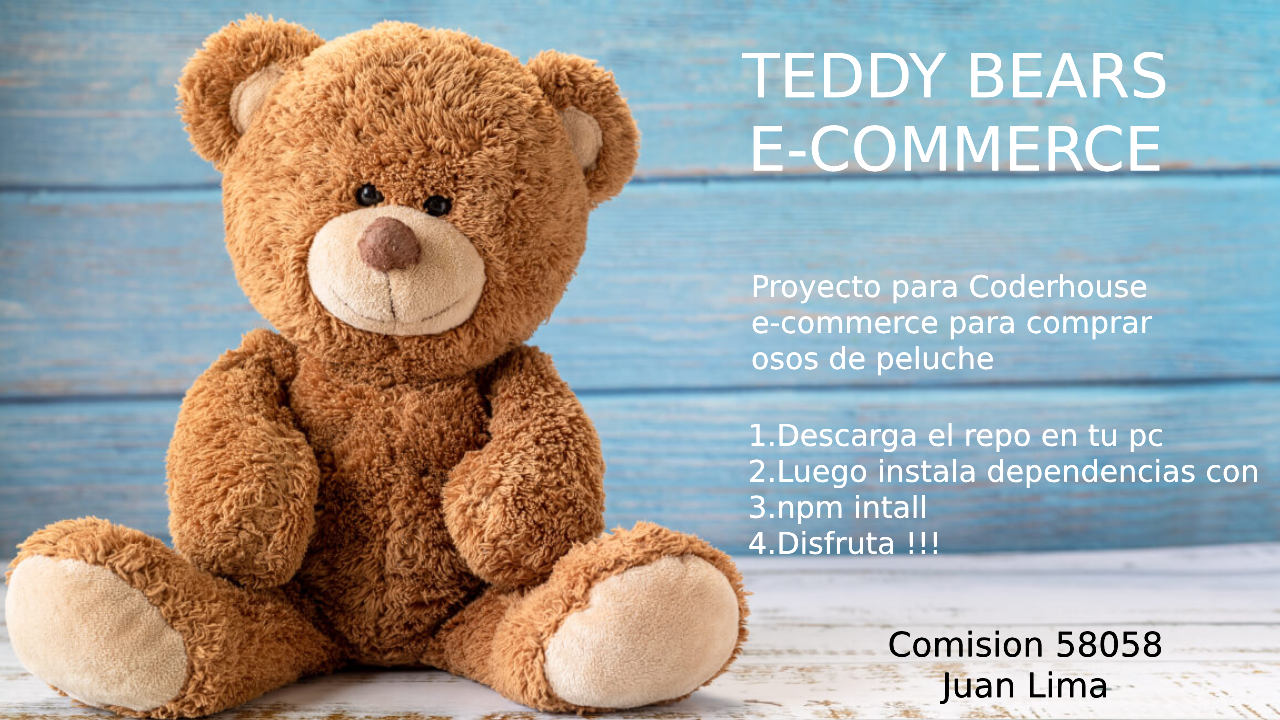 TEDDY BEARS
E-COMMERCE
Proyecto para Coderhouse
e-commerce para comprar
osos de peluche
1.Descarga el repo en tu pc
2.Luego instala dependencias con
3.npm intall
4.Disfruta !!!
Comision 58058
Juan Lima